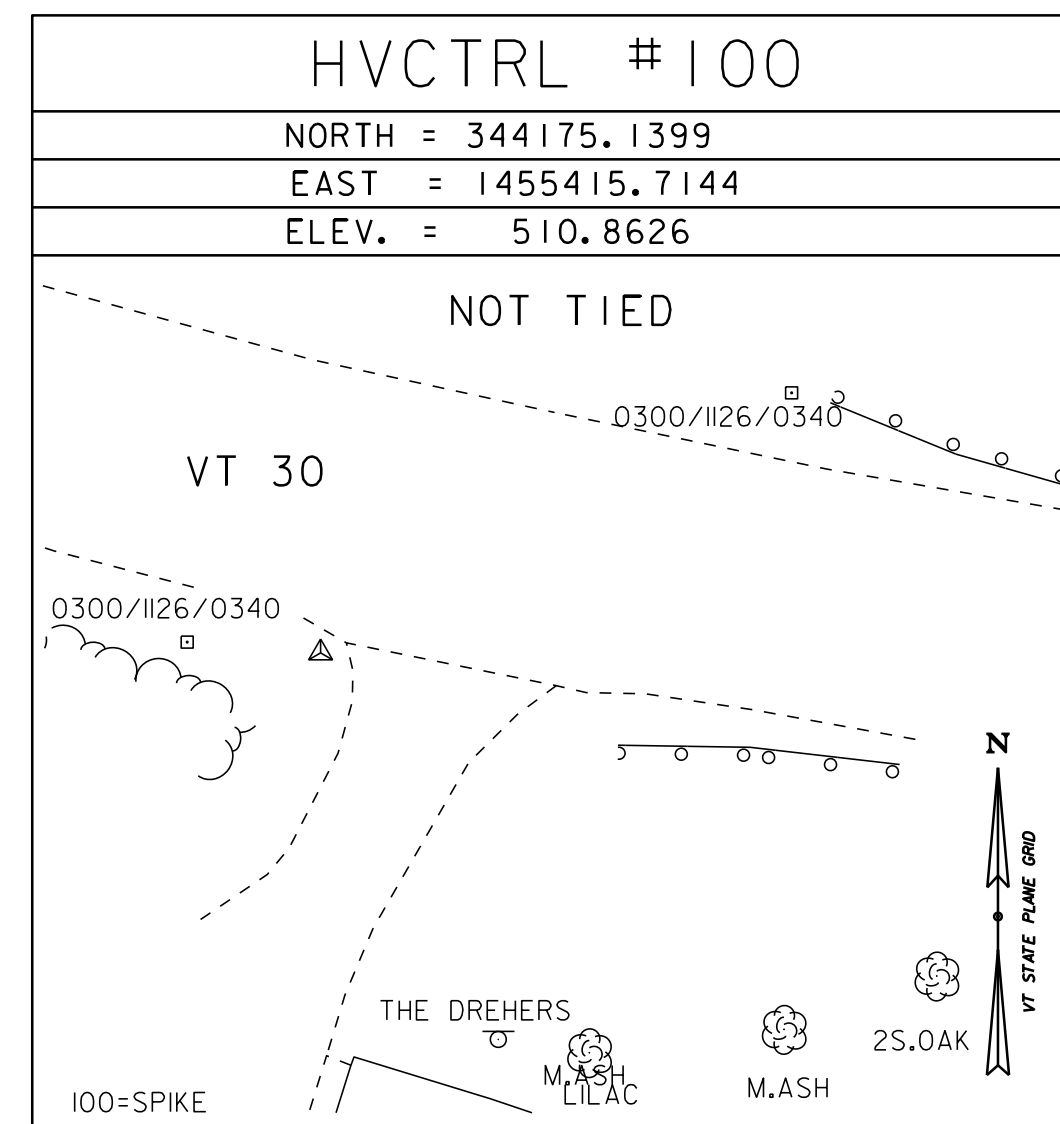 HVCTRL #100
NORTH = 344175.1399
EAST = 1455415.7144
ELEV. = 510.8626
NOT TIED
0300/1126/0340
VT 30
0300/1126/0340
N
VT STATE PLANE GRID
THE DREHERS
2S.OAK
M.ASH
LILAC
M.ASH
100=SPIKE